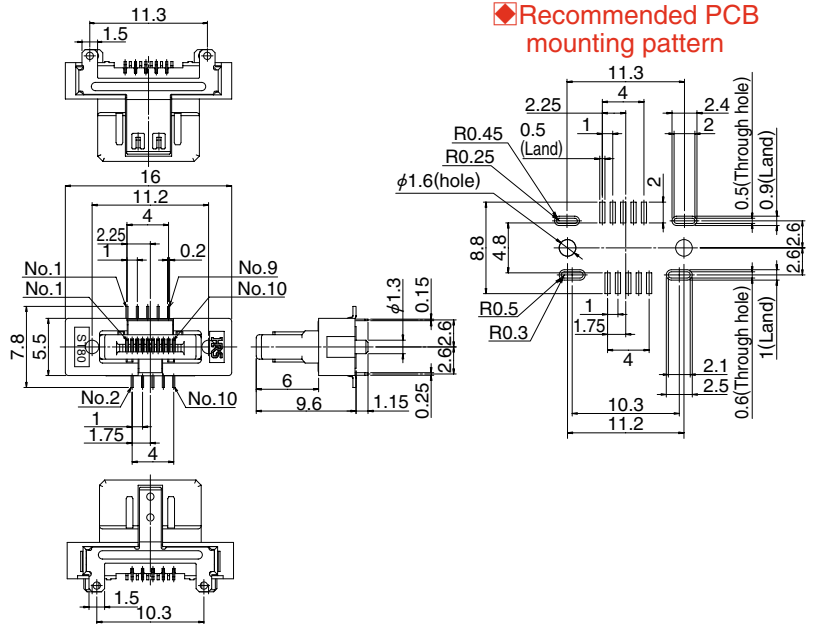 ◆Recommended PCB
mounting pattern
11.3
1.5
16
11.2
4
2.25
1
0.2
No.1
No.9
No.1
No.10
7.8
5.5
ST80
HRS
No.2
No.10
1
1.75
4
φ1.3
0.15
2.6
2.6
6
9.6
1.15
0.25
1.5
10.3
11.3
4
2.25
2.4
1
2
0.5
(Land)
R0.45
R0.25
φ1.6(hole)
2
0.5(Through hole)
0.9(Land)
8.8
4.8
2.6
2.6
R0.5
R0.3
1
1.75
4
2.1
2.5
0.6(Through hole)
1(Land)
10.3
11.2